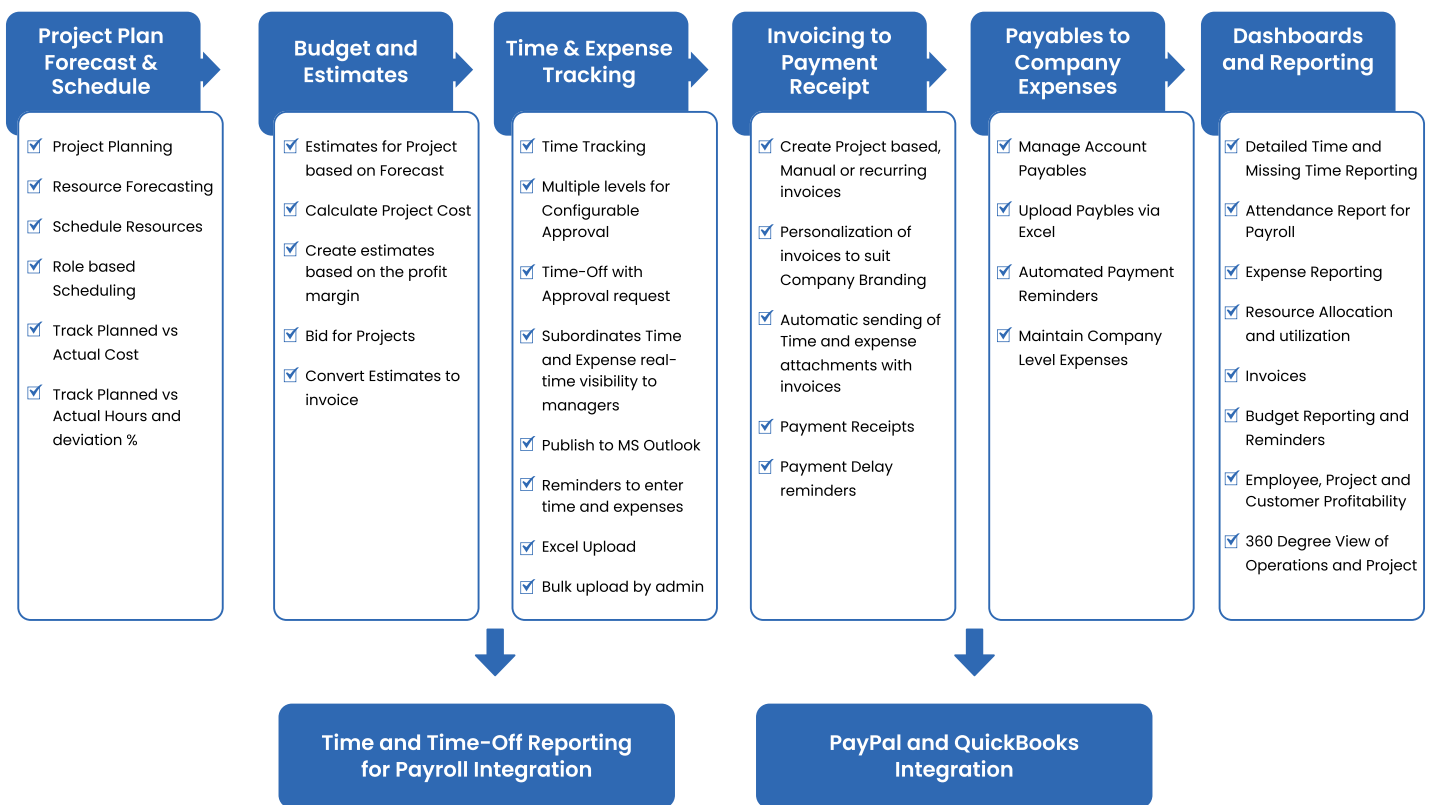 Project Plan
Forecast &
Schedule
Project Planning
Resource Forecasting
Schedule Resources
Role based
Scheduling
Track Planned vs
Actual Cost
Track Planned vs
Actual Hours and
deviation %
Budget and
Estimates
Estimates for Project
based on Forecast
Calculate Project Cost
Create estimates
based on the profit
margin
Bid for Projects
Convert Estimates to
invoice
Time & Expense
Tracking
Time Tracking
Multiple levels for
Configurable
Approval
Time-Off with
Approval request
Subordinates Time
and Expense real-
time visibility to
managers
Publish to MS Outlook
Reminders to enter
time and expenses
Excel Upload
Bulk upload by admin
Invoicing to
Payment
Receipt
Create Project based,
Manual or recurring
invoices
Personalization of
invoices to suit
Company Branding
Automatic sending of
Time and expense
attachments with
invoices
Payment Receipts
Payment Delay
reminders
Payables to
Company
Expenses
Manage Account
Payables
Upload Paybles via
Excel
Automated Payment
Reminders
Maintain Company
Level Expenses
Dashboards
and Reporting
Detailed Time and
Missing Time Reporting
Attendance Report for
Payroll
Expense Reporting
Resource Allocation
and utilization
Invoices
Budget Reporting and
Reminders
Employee, Project and
Customer Profitability
360 Degree View of
Operations and Project
Time and Time-Off Reporting
for Payroll Integration
PayPal and QuickBooks
Integration